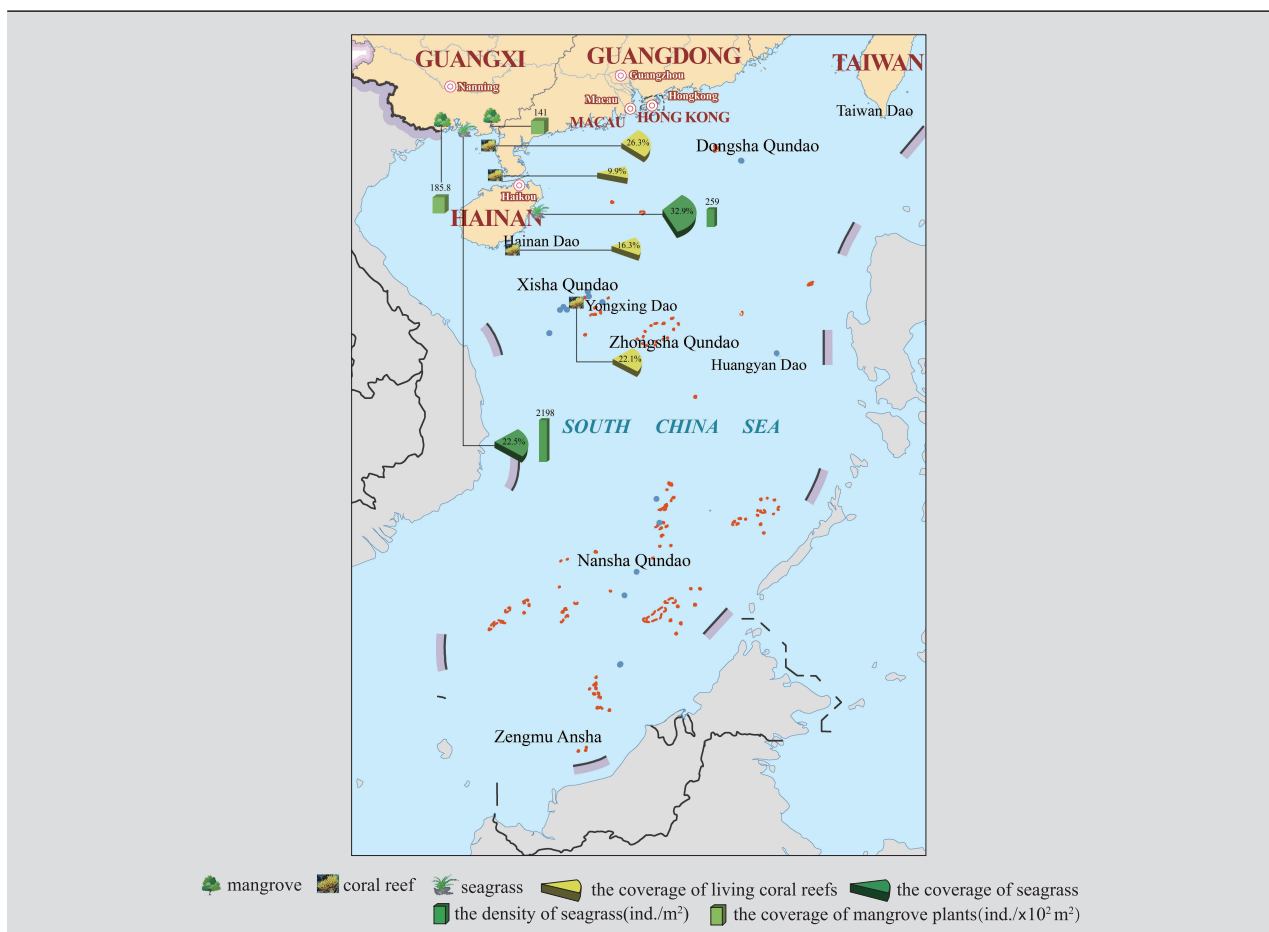 GUANGXI
GUANGDONG
TAIWAN
Guangzhou
Nanning
Macau
Hongkong
MACAU
HONG KONG
Taiwan Dao
141
26.3%
Dongsha Qundao
9.9%
185.8
Haikou
HAINAN
32.9%
259
Hainan Dao
16.3%
Xisha Qundao
Yongxing Dao
Zhongsha Qundao
22.1%
Huangyan Dao
2198
22.5%
SOUTH CHINA SEA
Nansha Qundao
Zengmu Ansha
mangrove
coral reef
seagrass
the coverage of living coral reefs
the coverage of seagrass
the density of seagrass(ind./m²)
the coverage of mangrove plants(ind./x10² m²)